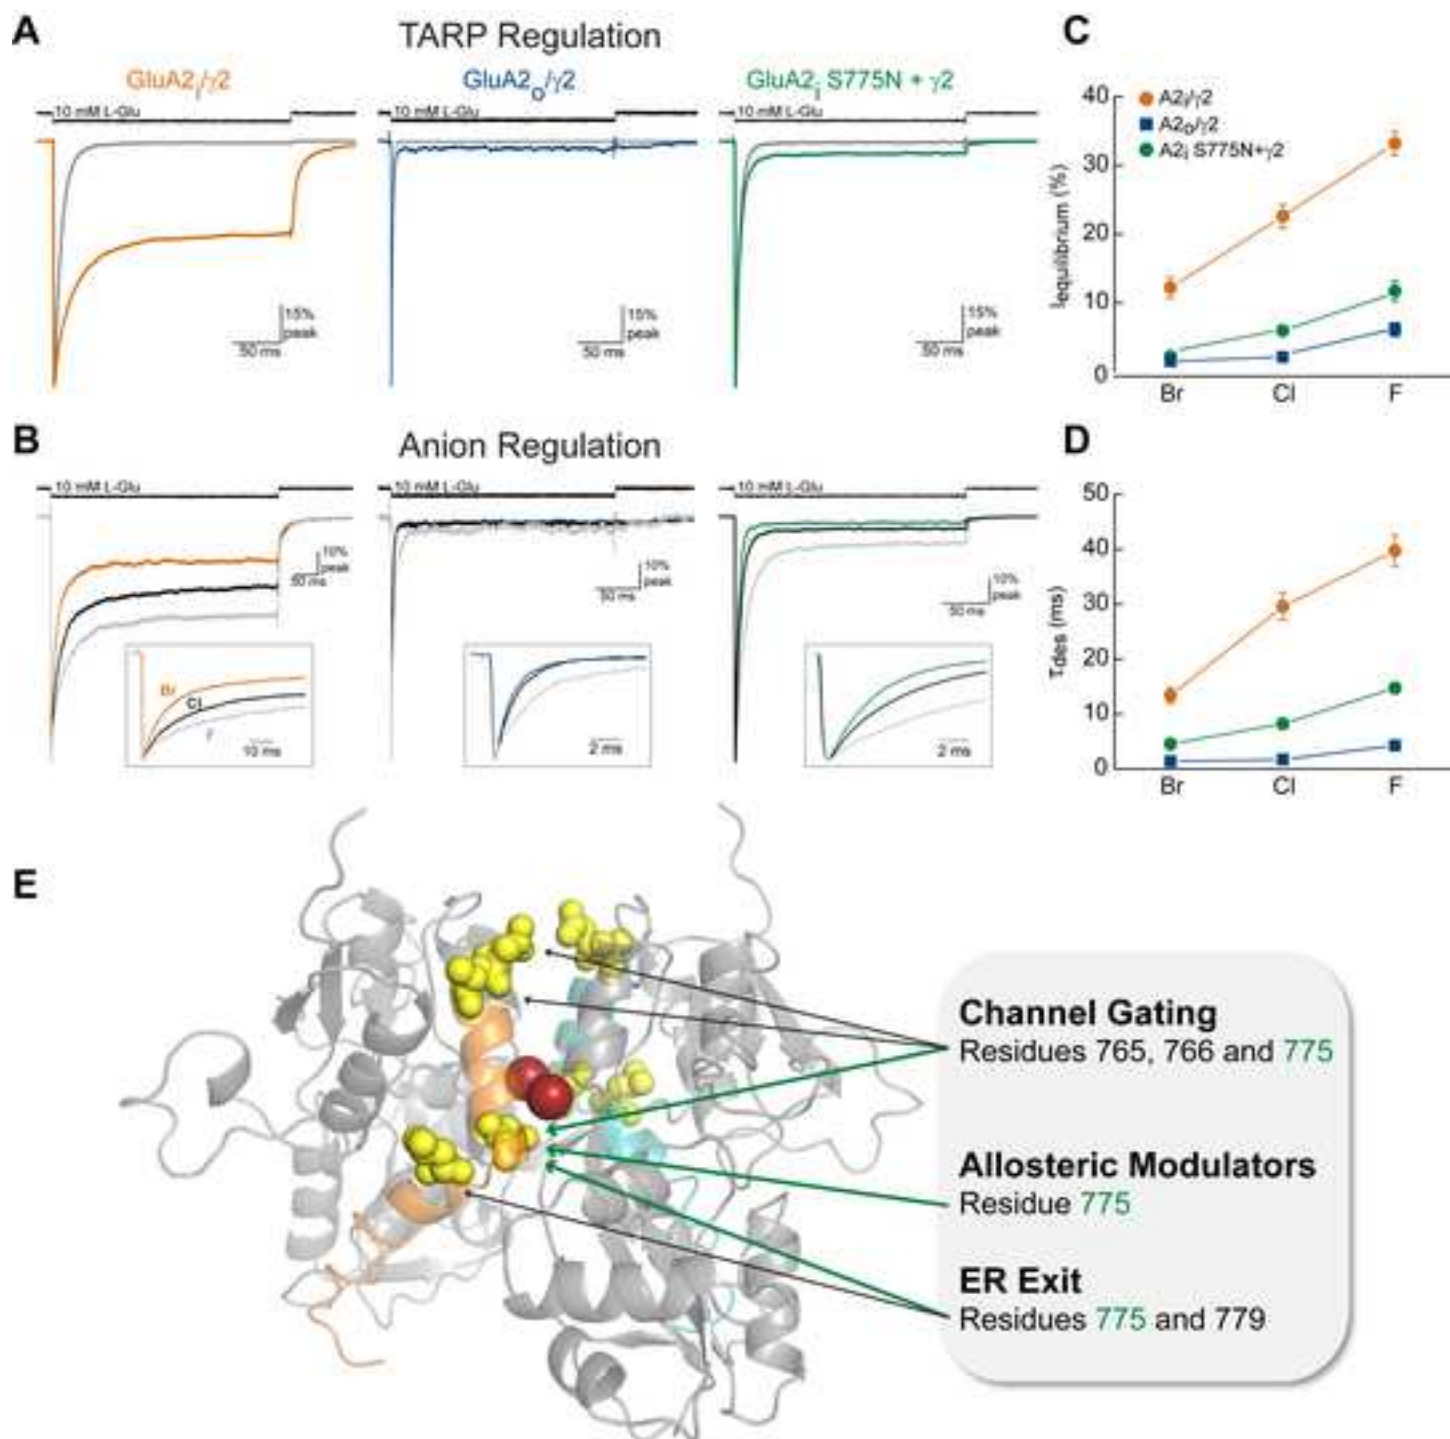 A
TARP Regulation
GluA2i/γ2
GluA2o/γ2
GluA2i S775N + γ2
10 mM L-Glu
10 mM L-Glu
10 mM L-Glu
15%
peak
50 ms
15%
peak
50 ms
15%
peak
50 ms
C
A2i/γ2
A2o/γ2
A2i S775N+γ2
Iequilibrium (%)
40
30
20
10
0
Br Cl F
B
Anion Regulation
10 mM L-Glu
10 mM L-Glu
10 mM L-Glu
10%
peak
50 ms
10%
peak
50 ms
10%
peak
50 ms
Br
Cl
F
10 ms
2 ms
2 ms
D
τdes (ms)
50
40
30
20
10
0
Br Cl F
E
Channel Gating
Residues 765, 766 and 775
Allosteric Modulators
Residue 775
ER Exit
Residues 775 and 779